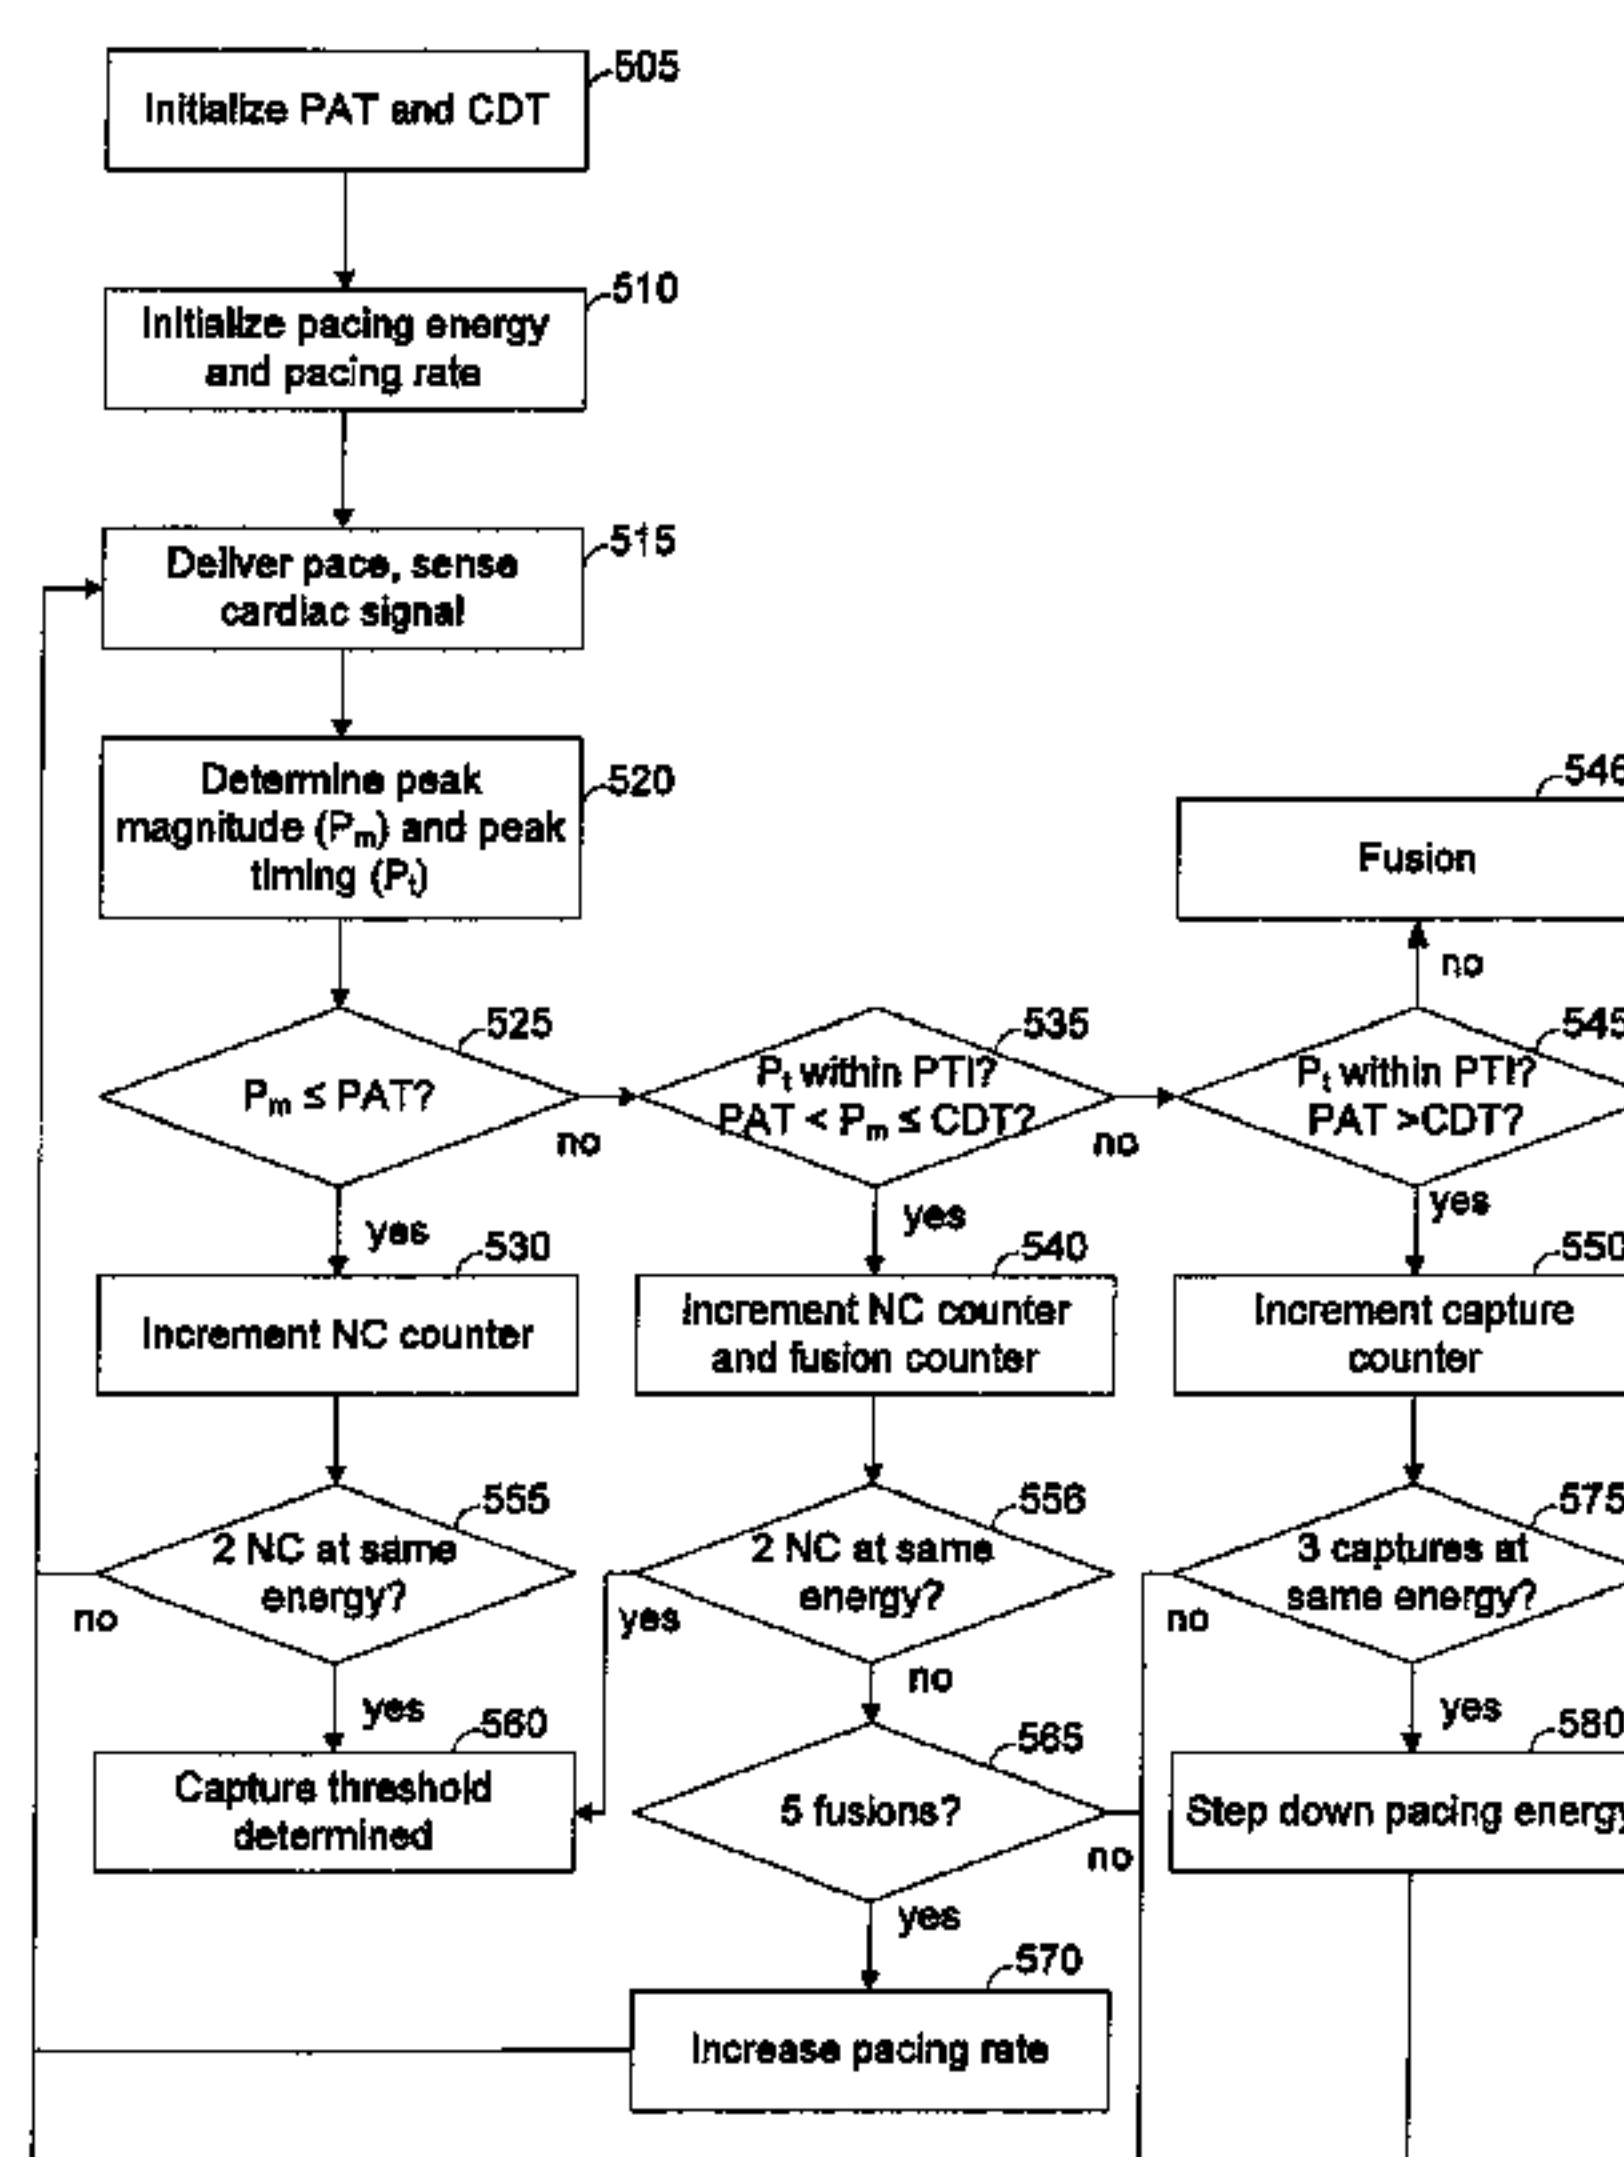 505
Initialize PAT and CDT
510
Initialize pacing energy
and pacing rate
515
Deliver pace, sense
cardiac signal
520
Determine peak
magnitude (Pm) and peak
timing (Pt)
546
Fusion
no
525
Pm ≤ PAT?
no
yes
535
Pt within PTI?
PAT < Pm ≤ CDT?
no
yes
545
Pt within PTI?
PAT >CDT?
yes
530
Increment NC counter
540
Increment NC counter
and fusion counter
550
Increment capture
counter
555
2 NC at same
energy?
no
yes
556
2 NC at same
energy?
yes
no
575
3 captures at
same energy?
no
yes
560
Capture threshold
determined
565
5 fusions?
no
yes
580
Step down pacing energy
570
Increase pacing rate